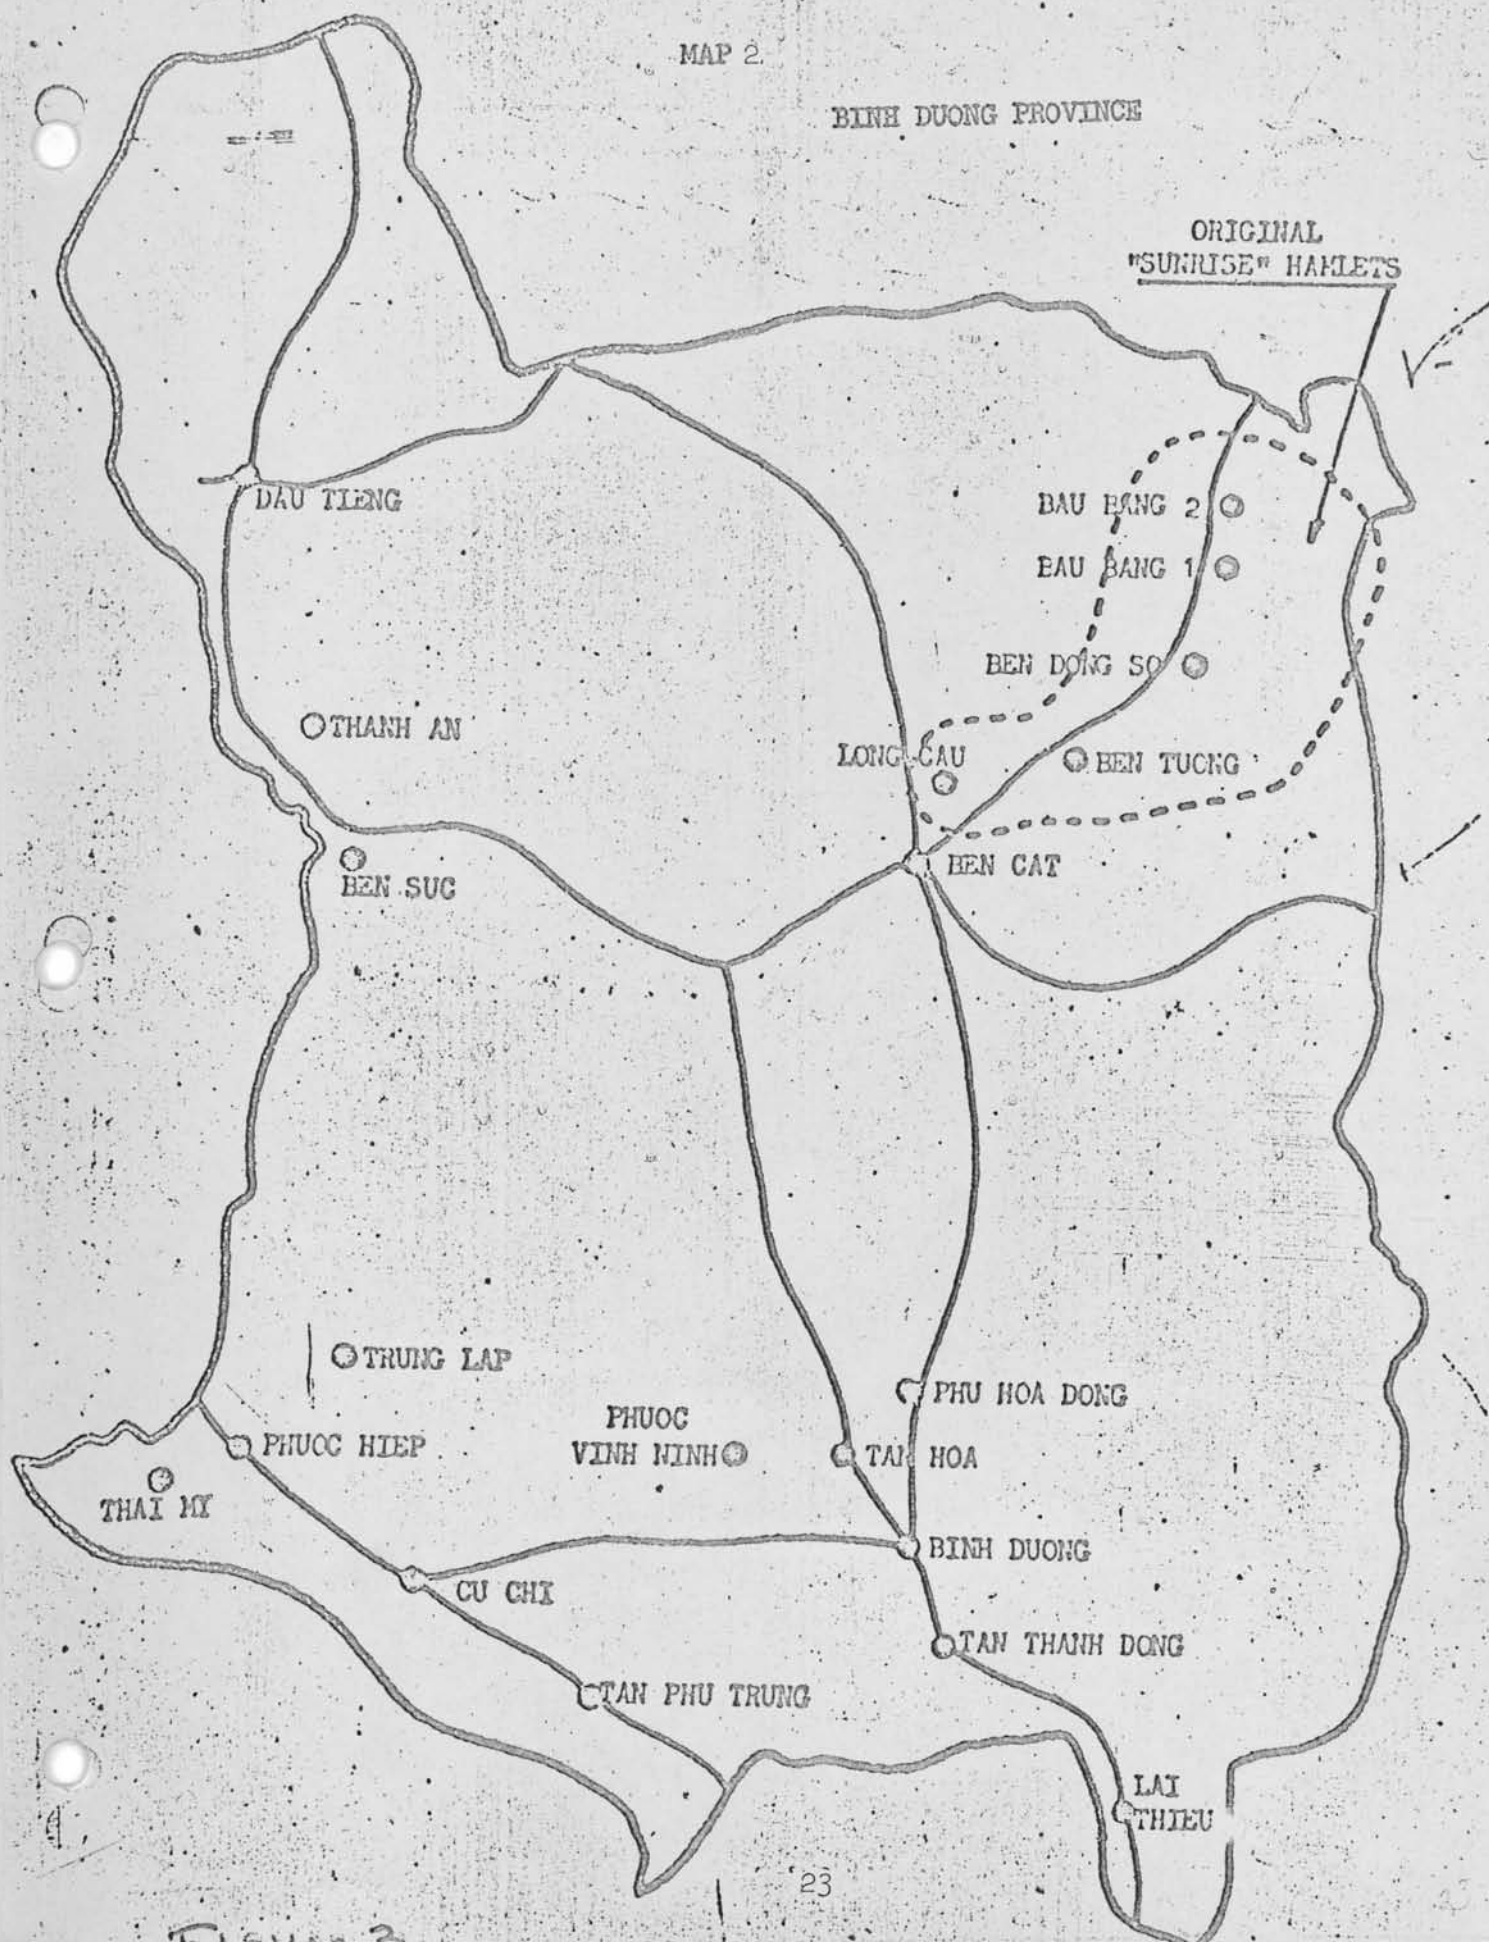 MAP 2.
BINH DUONG PROVINCE
ORIGINAL
"SUNRISE" HAMLETS
DAU TIENG
BAU BANG 2
BAU BANG 1
BEN DONG SO
THANH AN
LONG CAU
BEN TUONG
BEN SUC
BEN CAT
TRUNG LAP
PHU HOA DONG
PHUOC
VINH NINH
PHUOC HIEP
TAN HOA
THAI MY
BINH DUONG
CU CHI
TAN THANH DONG
TAN PHU TRUNG
LAI
THIEU
23